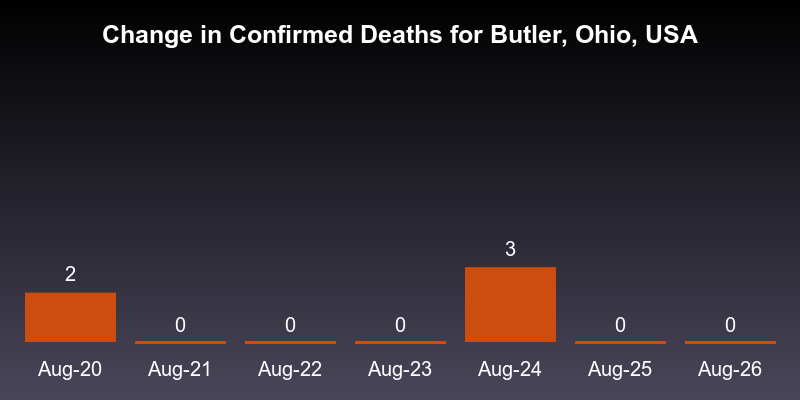 Change in Confirmed Deaths for Butler, Ohio, USA
3
2
0 0 0 0 0
Aug-20 Aug-21 Aug-22 Aug-23 Aug-24 Aug-25 Aug-26